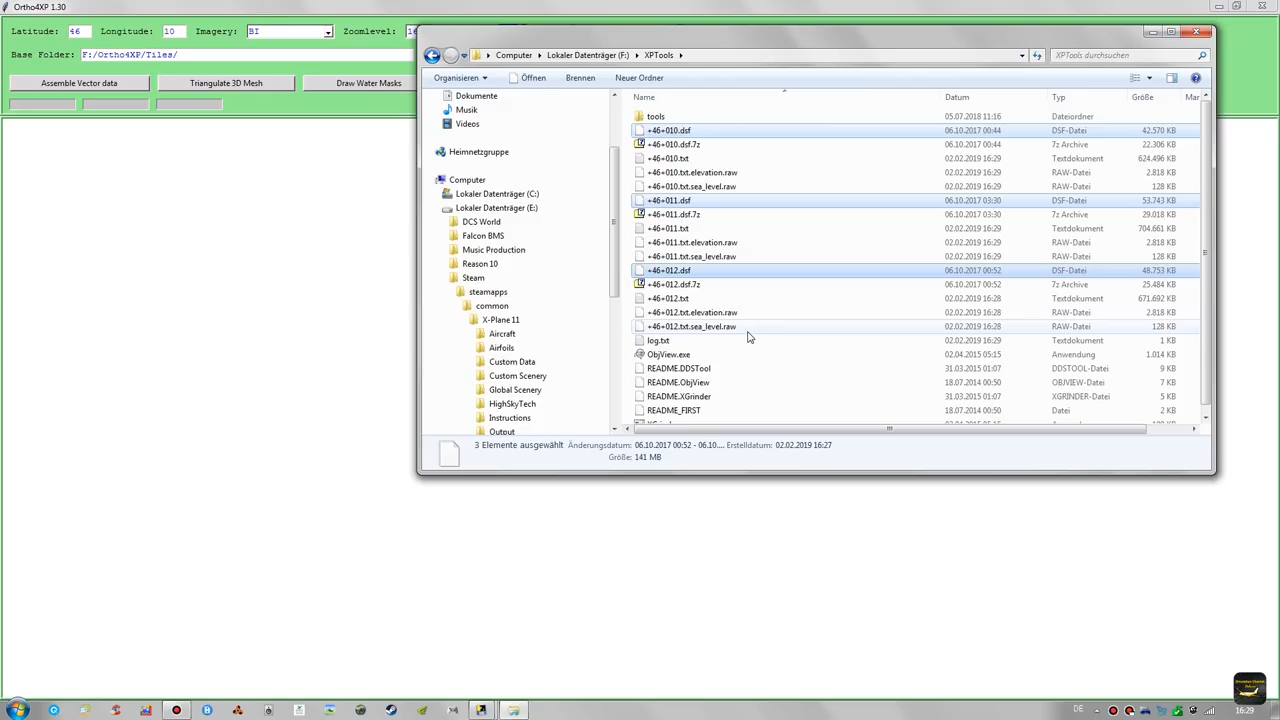 Ortho4XP 1.30
Latitude: 46 Longitude: 10 Imagery: BI Zoomlevel: 16
Base Folder: F:/Ortho4XP/Tiles/
Assemble Vector data Triangulate 3D Mesh Draw Water Masks
Computer Lokaler Datenträger (F:) XPTools XPTools durchsuchen
Organisieren Öffnen Brennen Neuer Ordner
Dokumente
Musik
Videos
Heimnetzgruppe
Computer
Lokaler Datenträger (C:)
Lokaler Datenträger (E:)
DCS World
Falcon BMS
Music Production
Reason 10
Steam
steamapps
common
X-Plane 11
Aircraft
Airfoils
Custom Data
Custom Scenery
Global Scenery
HighSkyTech
Instructions
Output
Name Datum Typ Größe Mar
tools 05.07.2018 11:16 Dateiordner
+46+010.dsf 06.10.2017 00:44 DSF-Datei 42.570 KB
+46+010.dsf.7z 06.10.2017 00:44 7z Archive 22.306 KB
+46+010.txt 02.02.2019 16:29 Textdokument 624.496 KB
+46+010.txt.elevation.raw 02.02.2019 16:29 RAW-Datei 2.818 KB
+46+010.txt.sea_level.raw 02.02.2019 16:29 RAW-Datei 128 KB
+46+011.dsf 06.10.2017 03:30 DSF-Datei 53.743 KB
+46+011.dsf.7z 06.10.2017 03:30 7z Archive 29.018 KB
+46+011.txt 02.02.2019 16:29 Textdokument 704.661 KB
+46+011.txt.elevation.raw 02.02.2019 16:29 RAW-Datei 2.818 KB
+46+011.txt.sea_level.raw 02.02.2019 16:29 RAW-Datei 128 KB
+46+012.dsf 06.10.2017 00:52 DSF-Datei 48.753 KB
+46+012.dsf.7z 06.10.2017 00:52 7z Archive 25.484 KB
+46+012.txt 02.02.2019 16:28 Textdokument 671.692 KB
+46+012.txt.elevation.raw 02.02.2019 16:28 RAW-Datei 2.818 KB
+46+012.txt.sea_level.raw 02.02.2019 16:28 RAW-Datei 128 KB
log.txt 02.02.2019 16:29 Textdokument 1 KB
ObjView.exe 02.04.2015 05:15 Anwendung 1.014 KB
README.DDSTool 31.03.2015 01:07 DDSTOOL-Datei 9 KB
README.ObjView 18.07.2014 00:50 OBJVIEW-Datei 7 KB
README.XGrinder 31.03.2015 01:07 XGRINDER-Datei 5 KB
README_FIRST 18.07.2014 00:50 Datei 2 KB
3 Elemente ausgewählt Änderungsdatum: 06.10.2017 00:52 - 06.10.... Erstelldatum: 02.02.2019 16:27
Größe: 141 MB
DE 16:29